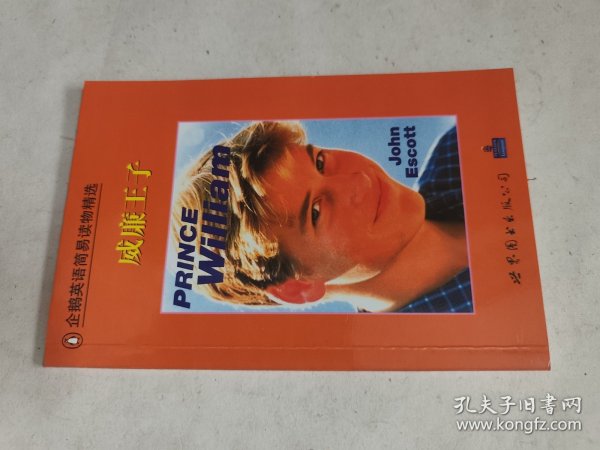 企鹅英语简易读物精选
威廉王子
PRINCE
William
John
Escott
世界图书出版公司
孔夫子旧书网
www.kongfz.com